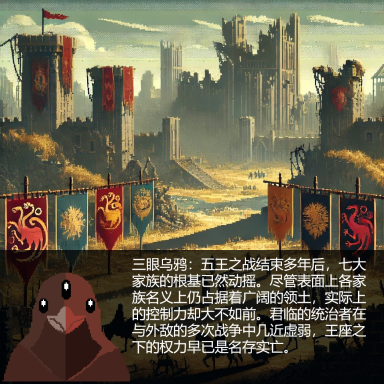 三眼乌鸦：五王之战结束多年后，七大
家族的根基已然动摇。尽管表面上各家
族名义上仍占据着广阔的领土，实际上
的控制力却大不如前。君临的统治者在
与外敌的多次战争中几近虚弱，王座之
下的权力早已是名存实亡。